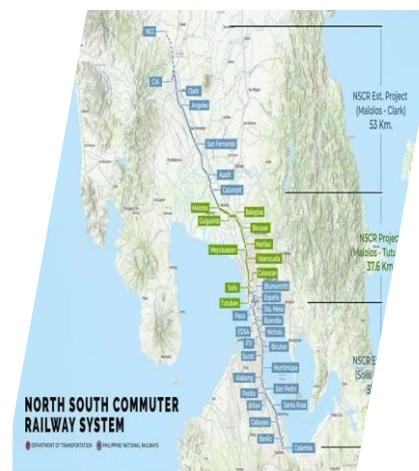 NCC
CIA
Clark
Angeles
San Fernando
Apalit
Calumpit
Malolos
Balagtas
Guiguinto
Bocaue
Marilao
Meycauayan
Valenzuela
Caloocan
Solis
Blumentritt
Tutuban
España
Sta. Mesa
Paco
Buendia
EDSA
Nichols
FTI
Bicutan
Sucat
Alabang
Muntinlupa
Pacita
San Pedro
Biñan
Santa Rosa
Cabuyao
Banlic
Calamba
NSCR Ext. Project
(Malolos - Clark)
53 Km.
NSCR Projec
(Malolos - Tutu
37.6 Km
NSCR E
(Solis
5
NORTH SOUTH COMMUTER
RAILWAY SYSTEM
DEPARTMENT OF TRANSPORTATION PHILIPPINE NATIONAL RAILWAYS